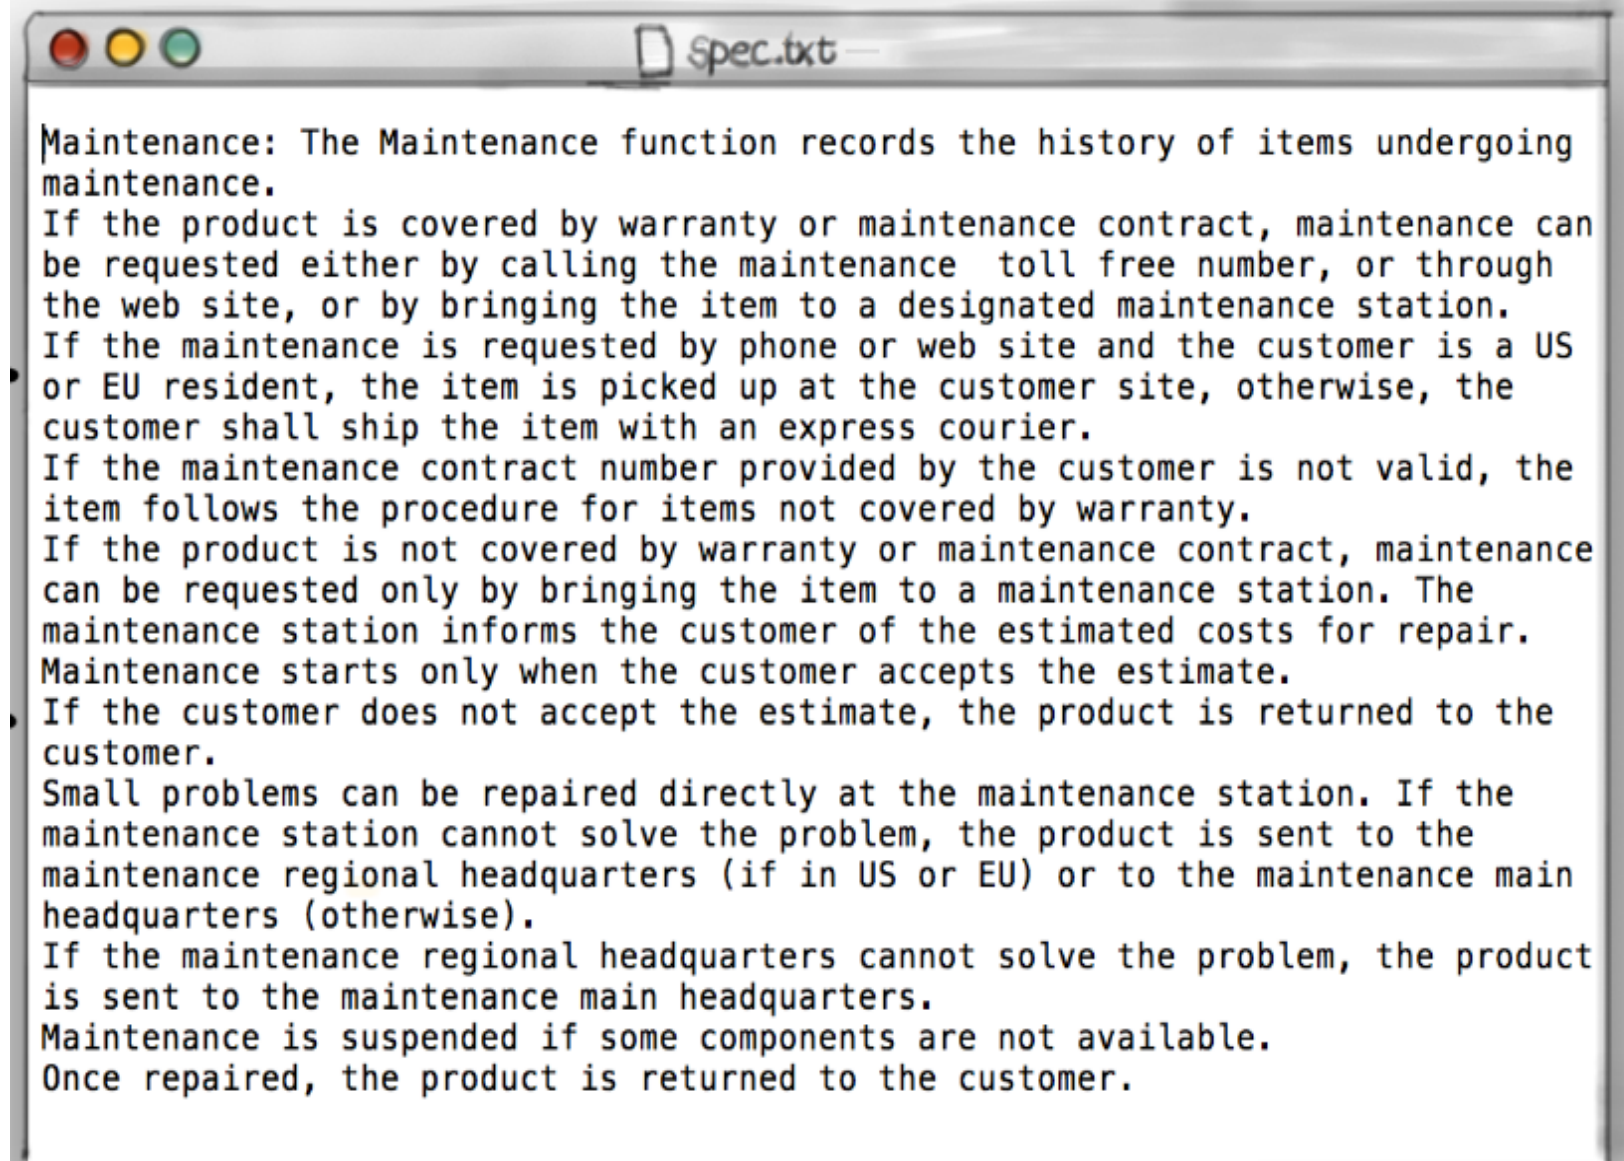 spec.txt
Maintenance: The Maintenance function records the history of items undergoing
maintenance.
If the product is covered by warranty or maintenance contract, maintenance can
be requested either by calling the maintenance  toll free number, or through
the web site, or by bringing the item to a designated maintenance station.
If the maintenance is requested by phone or web site and the customer is a US
or EU resident, the item is picked up at the customer site, otherwise, the
customer shall ship the item with an express courier.
If the maintenance contract number provided by the customer is not valid, the
item follows the procedure for items not covered by warranty.
If the product is not covered by warranty or maintenance contract, maintenance
can be requested only by bringing the item to a maintenance station. The
maintenance station informs the customer of the estimated costs for repair.
Maintenance starts only when the customer accepts the estimate.
If the customer does not accept the estimate, the product is returned to the
customer.
Small problems can be repaired directly at the maintenance station. If the
maintenance station cannot solve the problem, the product is sent to the
maintenance regional headquarters (if in US or EU) or to the maintenance main
headquarters (otherwise).
If the maintenance regional headquarters cannot solve the problem, the product
is sent to the maintenance main headquarters.
Maintenance is suspended if some components are not available.
Once repaired, the product is returned to the customer.